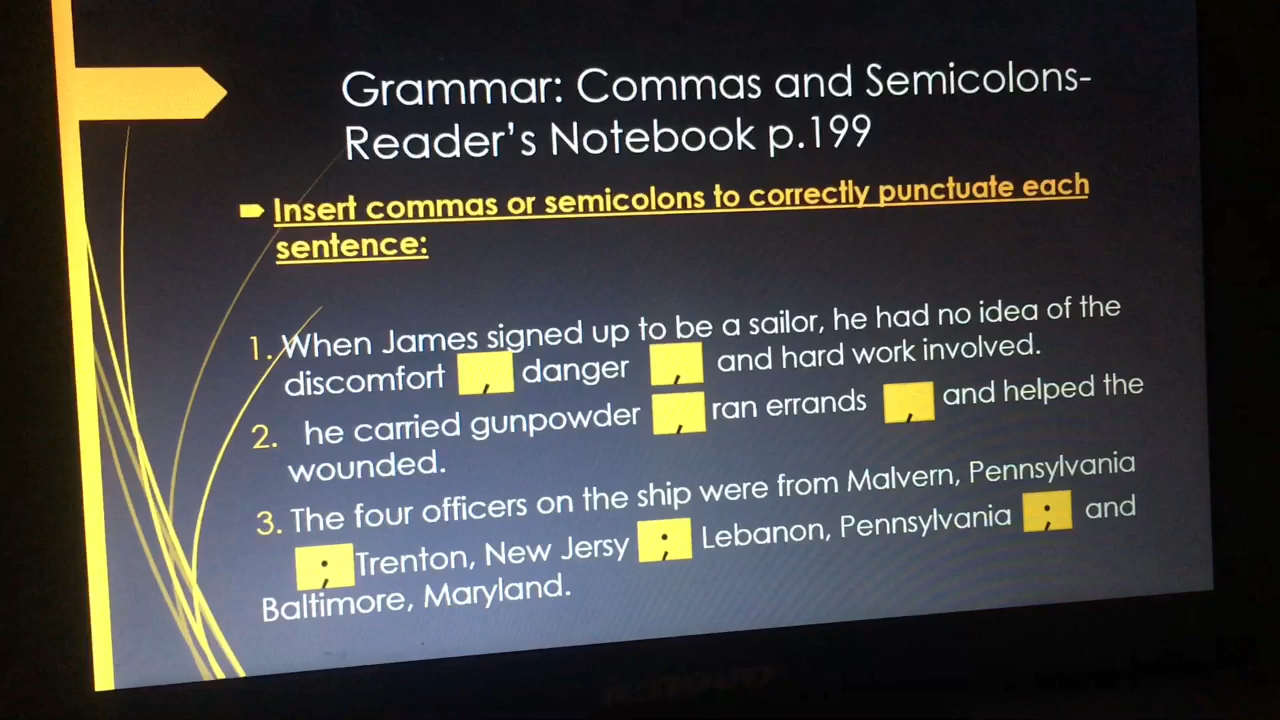 Grammar: Commas and Semicolons-
Reader's Notebook p.199
Insert commas or semicolons to correctly punctuate each
sentence:
1. When James signed up to be a sailor, he had no idea of the
discomfort , danger , and hard work involved.
2. he carried gunpowder , ran errands , and helped the
wounded.
3. The four officers on the ship were from Malvern, Pennsylvania
; Trenton, New Jersy ; Lebanon, Pennsylvania ; and
Baltimore, Maryland.
lenovo